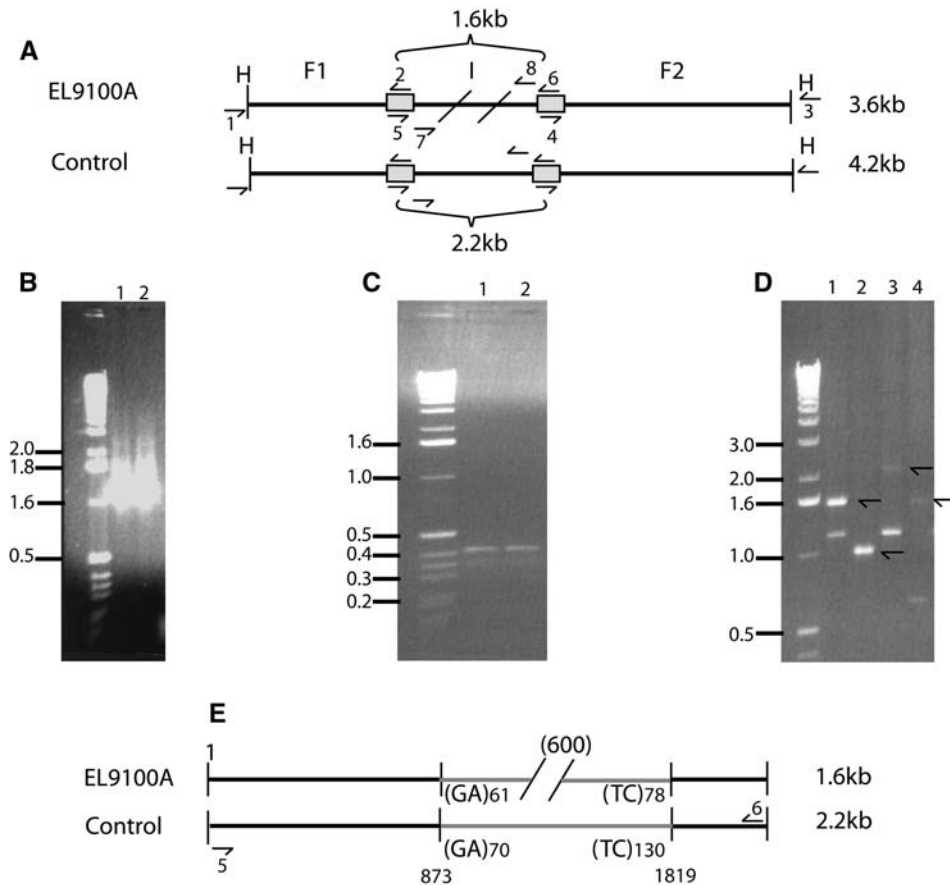 A
1.6kb
H F1 2 I 8 6 F2 H
EL9100A
3.6kb
1 5 7 4 3
H H
Control
4.2kb
2.2kb
B
1 2
2.0
1.8
1.6
0.5
C
1 2
1.6
1.0
0.5
0.4
0.3
0.2
D
1 2 3 4
3.0
2.0
1.6
1.0
0.5
E
1 (600)
EL9100A
1.6kb
(GA)61 (TC)78
Control
6
2.2kb
5 (GA)70 (TC)130
873 1819